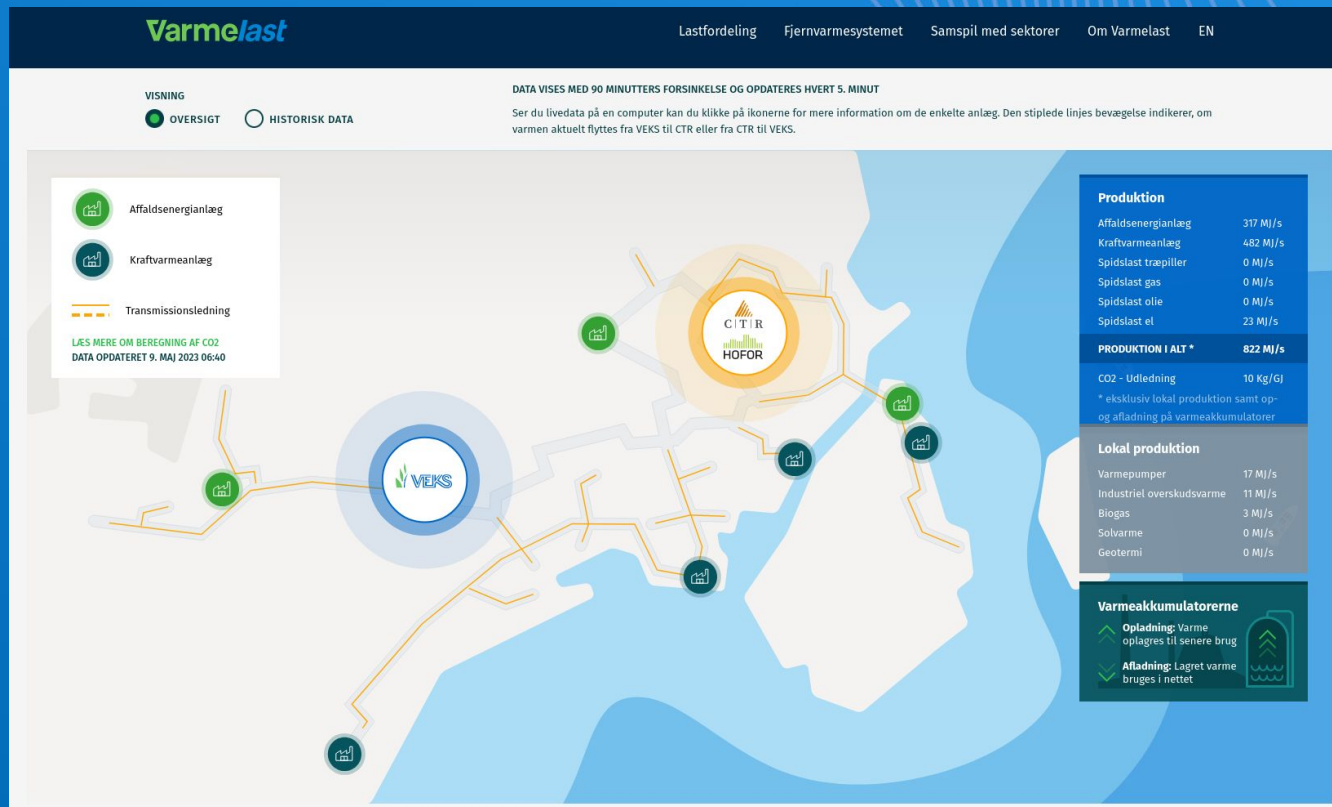 Varmelast
Lastfordeling Fjernvarmesystemet Samspil med sektorer Om Varmelast EN
VISNING
OVERSIGT HISTORISK DATA
DATA VISES MED 90 MINUTTERS FORSINKELSE OG OPDATERES HVERT 5. MINUT
Ser du livedata på en computer kan du klikke på ikonerne for mere information om de enkelte anlæg. Den stiplede linjes bevægelse indikerer, om
varmen aktuelt flyttes fra VEKS til CTR eller fra CTR til VEKS.
Affaldsenergianlæg
Kraftvarmeanlæg
Transmissionsledning
LÆS MERE OM BEREGNING AF CO2
DATA OPDATERET 9. MAJ 2023 06:40
CTR
HOFOR
VEKS
Produktion
Affaldsenergianlæg 317 MJ/s
Kraftvarmeanlæg 482 MJ/s
Spidslast træpiller 0 MJ/s
Spidslast gas 0 MJ/s
Spidslast olie 0 MJ/s
Spidslast el 23 MJ/s
PRODUKTION I ALT * 822 MJ/s
CO2 - Udledning 10 Kg/GJ
* eksklusiv lokal produktion samt op-
og afladning på varmeakkumulatorer
Lokal produktion
Varmepumper 17 MJ/s
Industriel overskudsvarme 11 MJ/s
Biogas 3 MJ/s
Solvarme 0 MJ/s
Geotermi 0 MJ/s
Varmeakkumulatorerne
Opladning: Varme
oplagres til senere brug
Afladning: Lagret varme
bruges i nettet